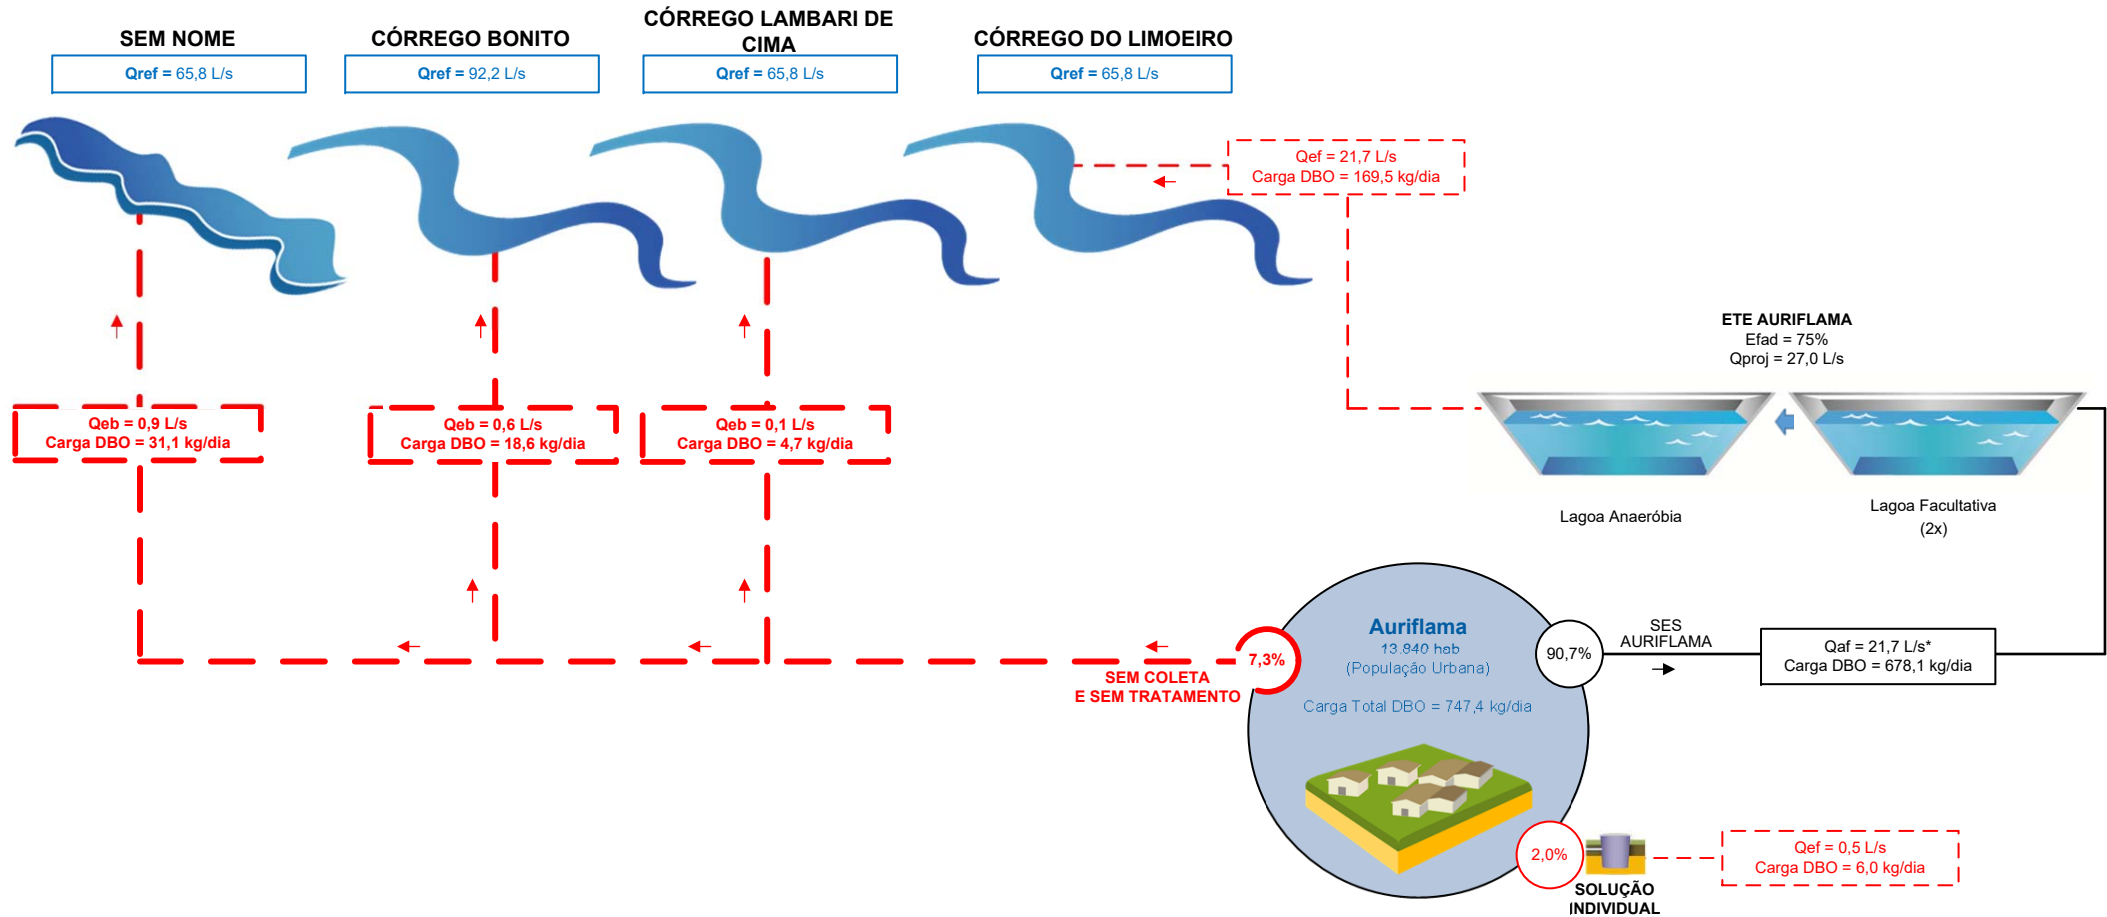 SEM NOME
Qref = 65,8 L/s
CÓRREGO BONITO
Qref = 92,2 L/s
CÓRREGO LAMBARI DE
CIMA
Qref = 65,8 L/s
CÓRREGO DO LIMOEIRO
Qref = 65,8 L/s
Qef = 21,7 L/s
Carga DBO = 169,5 kg/dia
ETE AURIFLAMA
Efad = 75%
Qproj = 27,0 L/s
Qeb = 0,9 L/s
Carga DBO = 31,1 kg/dia
Qeb = 0,6 L/s
Carga DBO = 18,6 kg/dia
Qeb = 0,1 L/s
Carga DBO = 4,7 kg/dia
Lagoa Anaeróbia
Lagoa Facultativa
(2x)
7,3%
SEM COLETA
E SEM TRATAMENTO
Auriflama
13.840 hab
(População Urbana)
Carga Total DBO = 747,4 kg/dia
90,7%
SES
AURIFLAMA
Qaf = 21,7 L/s*
Carga DBO = 678,1 kg/dia
2,0%
SOLUÇÃO
INDIVIDUAL
Qef = 0,5 L/s
Carga DBO = 6,0 kg/dia